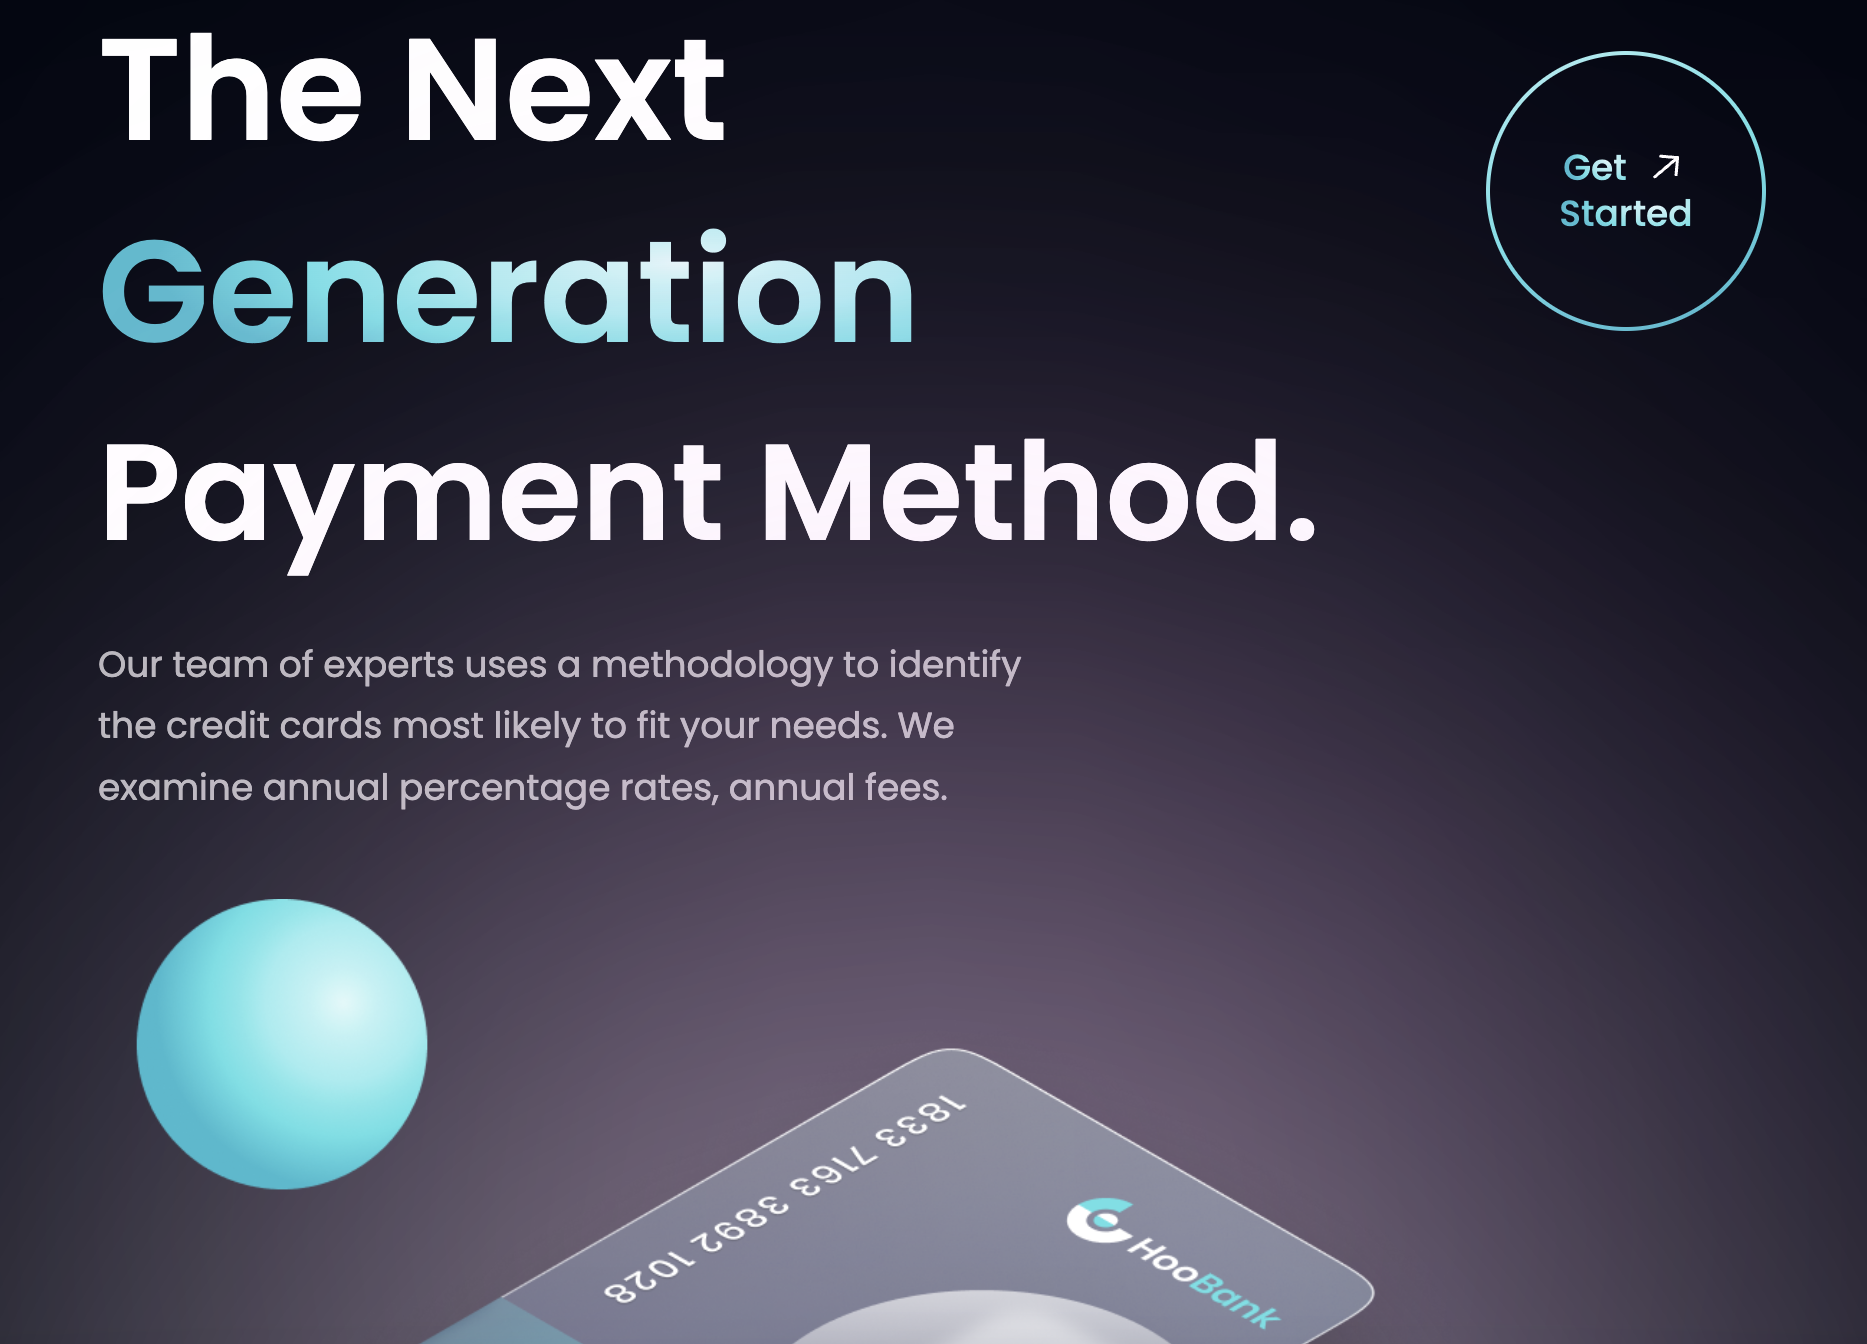 The Next
Get
Started
Generation
Payment Method.
Our team of experts uses a methodology to identify
the credit cards most likely to fit your needs. We
examine annual percentage rates, annual fees.
1833 7163 3892 1028
HooBank